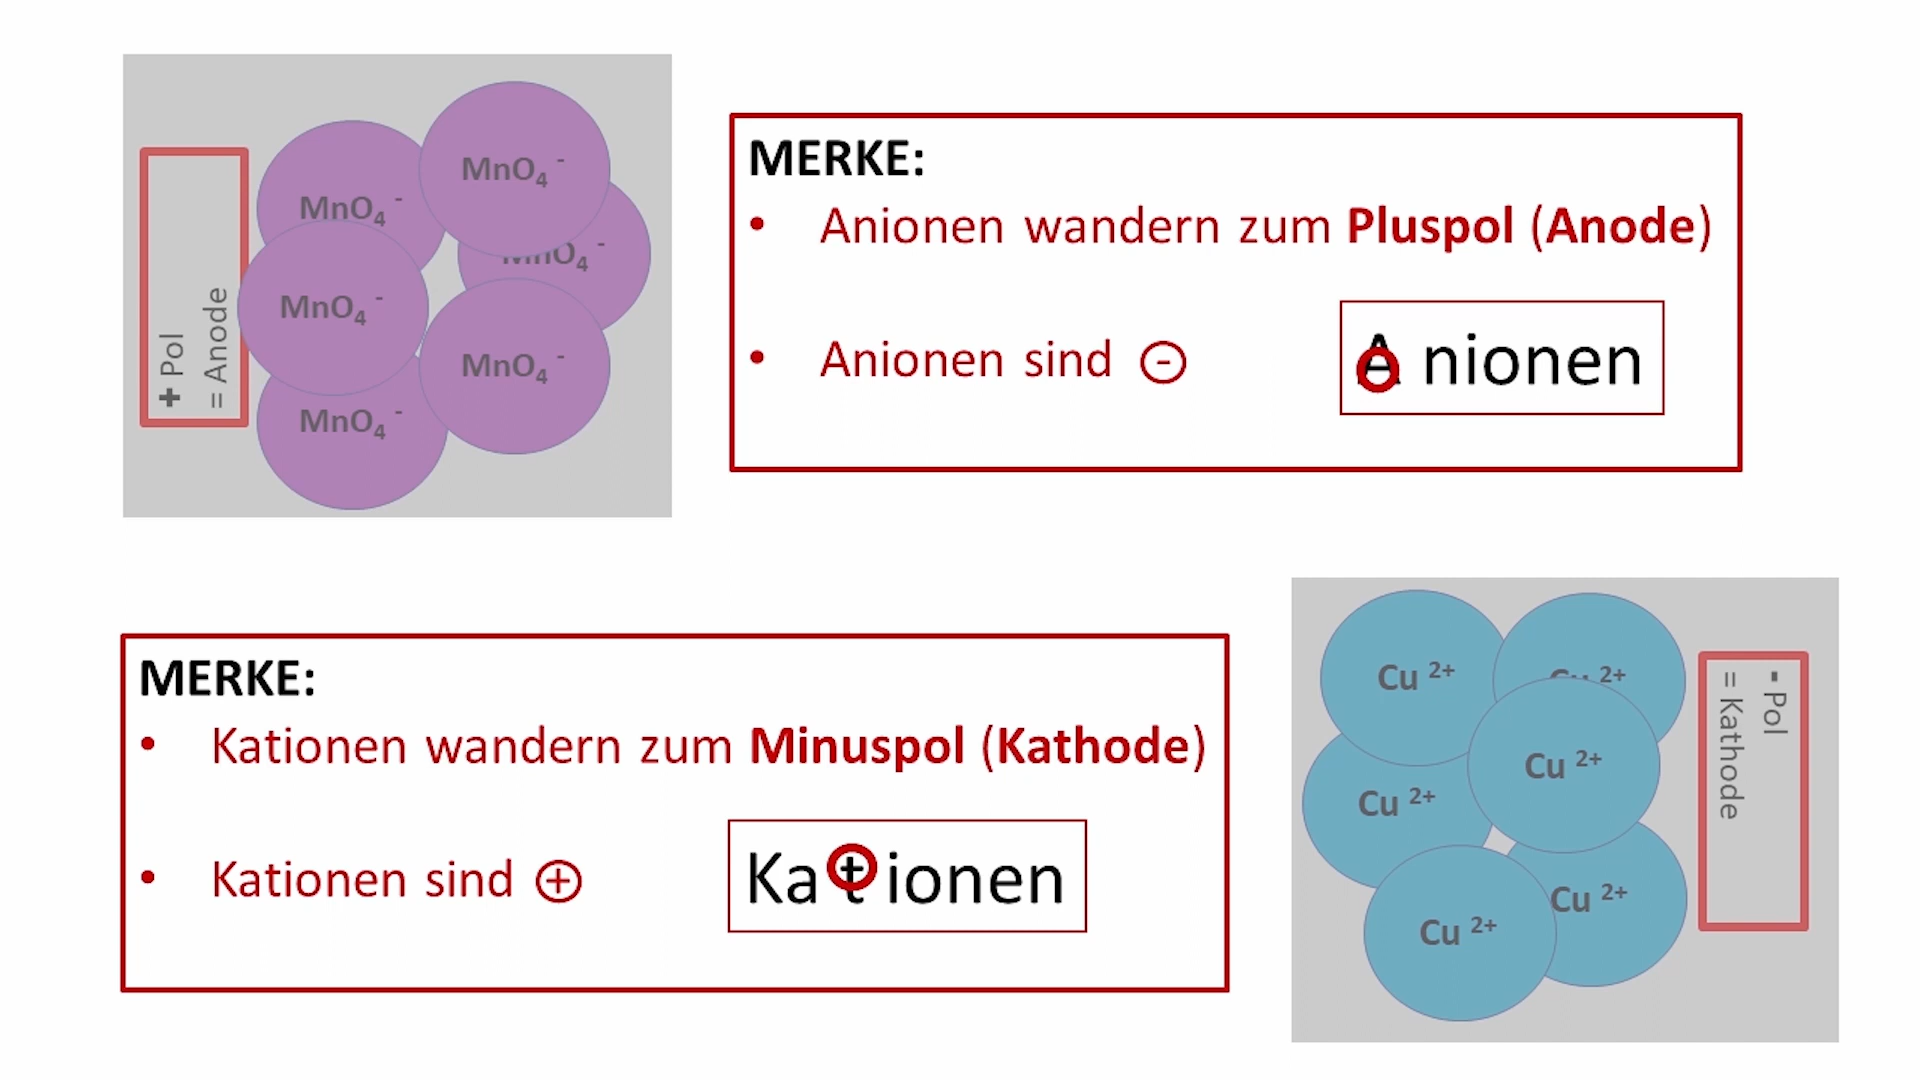 MnO4 -
MnO4 -
MnO4 -
MnO4 -
MnO4 -
MnO4 -
+ Pol
= Anode
MERKE:
• Anionen wandern zum Pluspol (Anode)
• Anionen sind -
A nionen
MERKE:
• Kationen wandern zum Minuspol (Kathode)
• Kationen sind +
Kationen
Cu 2+
Cu 2+
Cu 2+
Cu 2+
Cu 2+
Cu 2+
- Pol
= Kathode